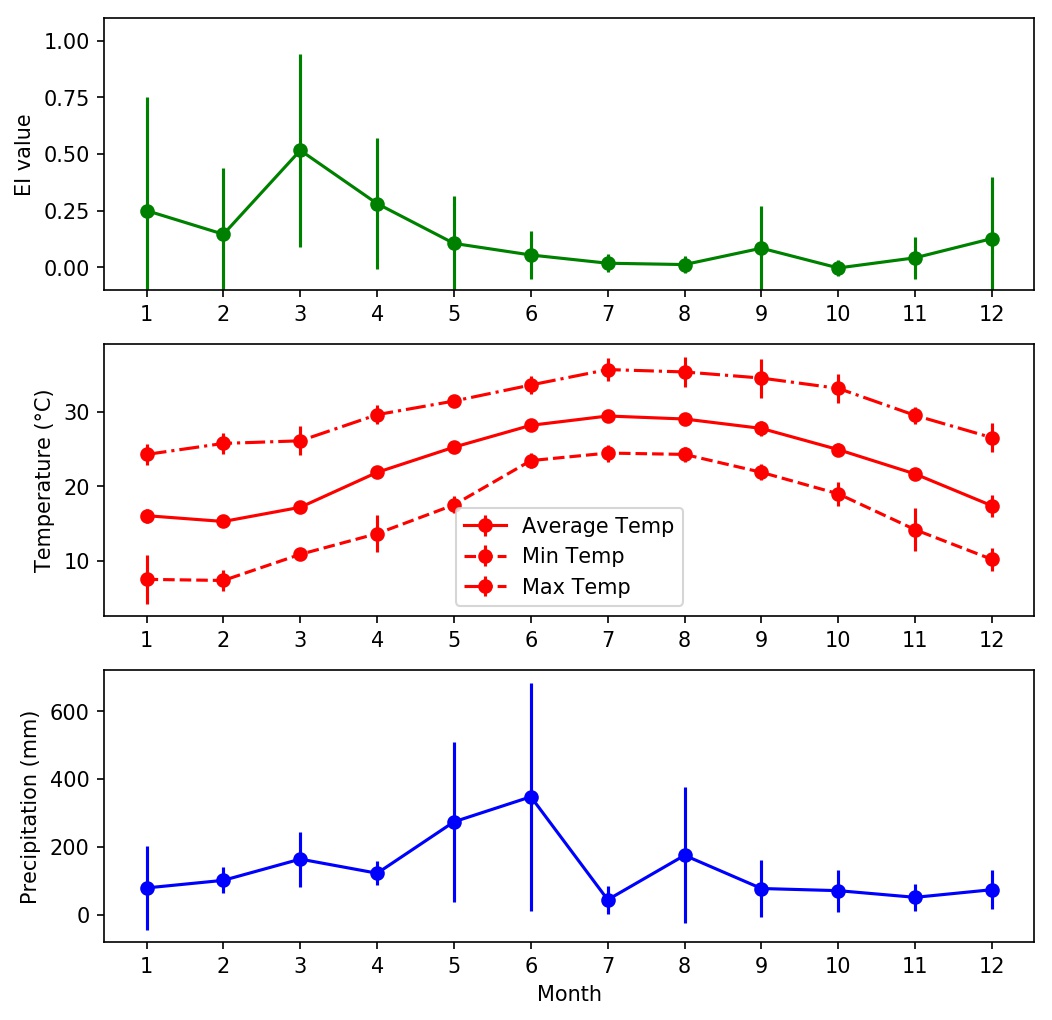 EI value
1.00
0.75
0.50
0.25
0.00
1 2 3 4 5 6 7 8 9 10 11 12
Temperature (°C)
30
20
10
Average Temp
Min Temp
Max Temp
1 2 3 4 5 6 7 8 9 10 11 12
Precipitation (mm)
600
400
200
0
1 2 3 4 5 6 7 8 9 10 11 12
Month